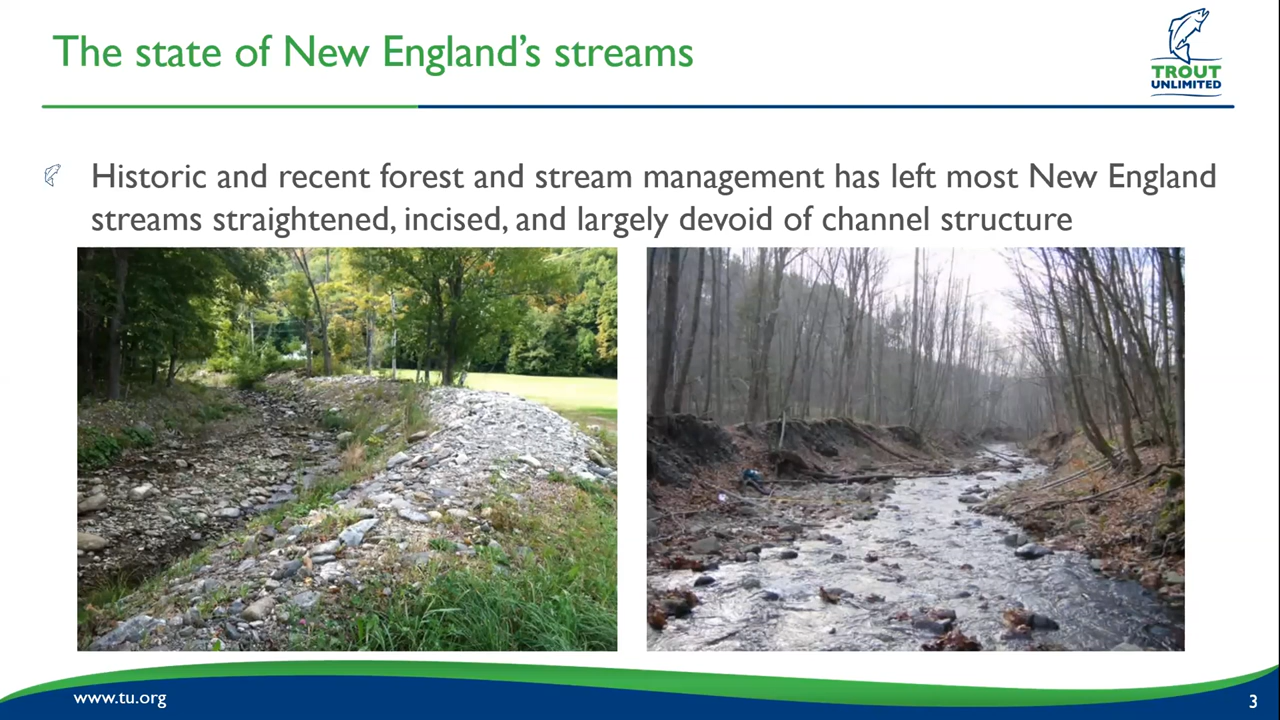 The state of New England’s streams
TROUT
UNLIMITED
Historic and recent forest and stream management has left most New England
streams straightened, incised, and largely devoid of channel structure
www.tu.org
3